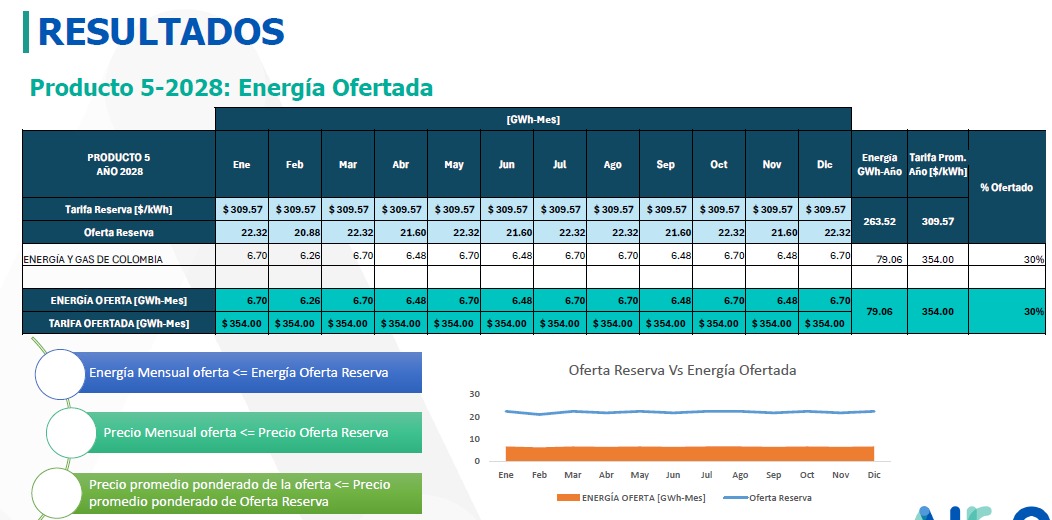 RESULTADOS
Producto 5-2028: Energía Ofertada
[GWh-Mes]
PRODUCTO 5 AÑO 2028 Ene Feb Mar Abr May Jun Jul Ago Sep Oct Nov Dic Energía GWh-Año Tarifa Prom. Año [$/kWh] % Ofertado
Tarifa Reserva [$/kWh] $ 309.57 $ 309.57 $ 309.57 $ 309.57 $ 309.57 $ 309.57 $ 309.57 $ 309.57 $ 309.57 $ 309.57 $ 309.57 $ 309.57 263.52 309.57
Oferta Reserva 22.32 20.88 22.32 21.60 22.32 21.60 22.32 22.32 21.60 22.32 21.60 22.32
ENERGÍA Y GAS DE COLOMBIA 6.70 6.26 6.70 6.48 6.70 6.48 6.70 6.70 6.48 6.70 6.48 6.70 79.06 354.00 30%
ENERGÍA OFERTA [GWh-Mes] 6.70 6.26 6.70 6.48 6.70 6.48 6.70 6.70 6.48 6.70 6.48 6.70 79.06 354.00 30%
TARIFA OFERTADA [GWh-Mes] $ 354.00 $ 354.00 $ 354.00 $ 354.00 $ 354.00 $ 354.00 $ 354.00 $ 354.00 $ 354.00 $ 354.00 $ 354.00 $ 354.00
Energía Mensual oferta <= Energía Oferta Reserva
Precio Mensual oferta <= Precio Oferta Reserva
Precio promedio ponderado de la oferta <= Precio
promedio ponderado de Oferta Reserva
Oferta Reserva Vs Energía Ofertada
30
20
10
0
Ene Feb Mar Abr May Jun Jul Ago Sep Oct Nov Dic
ENERGÍA OFERTA [GWh-Mes] Oferta Reserva